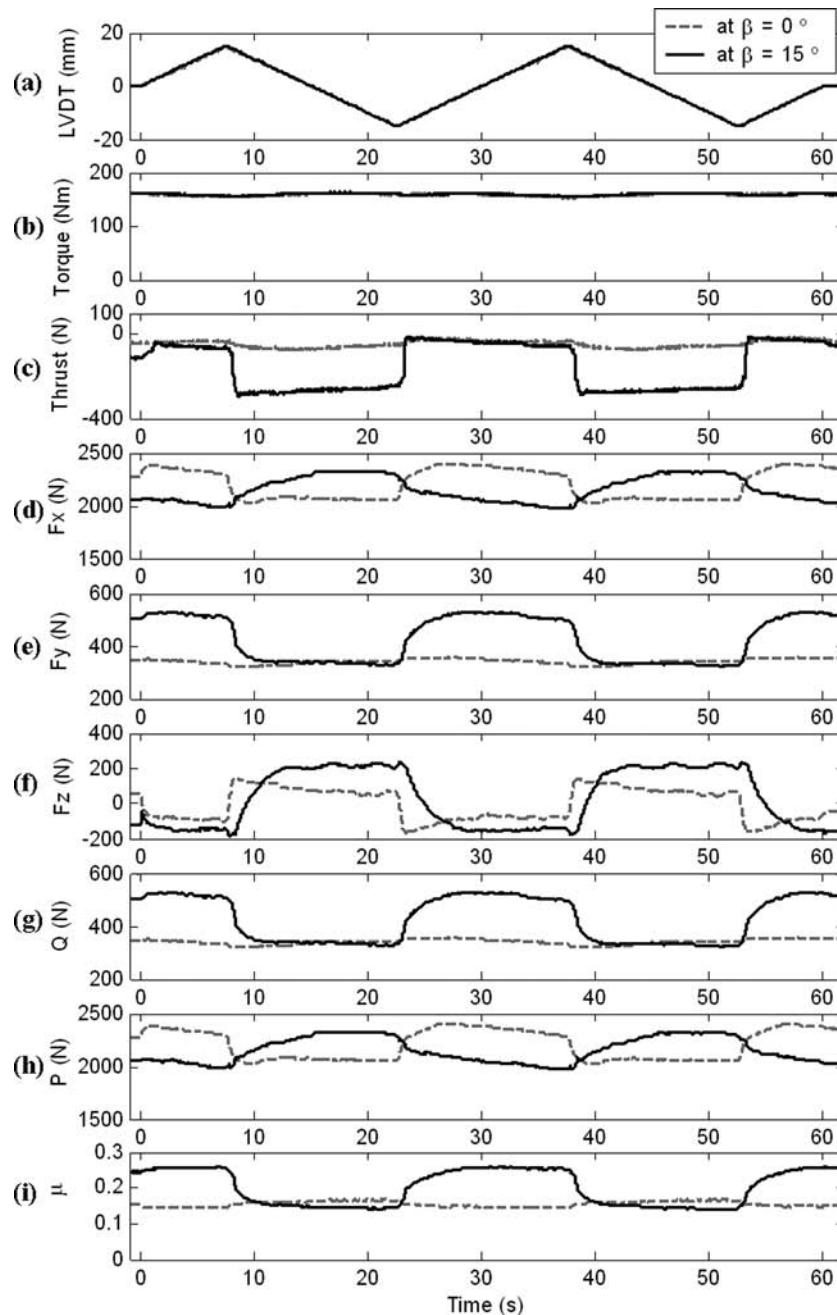 at β = 0 °
at β = 15 °
(a)
LVDT (mm)
20
0
-20
0 10 20 30 40 50 60
(b)
Torque (Nm)
200
100
0
0 10 20 30 40 50 60
(c)
Thrust (N)
100
0
-400
0 10 20 30 40 50 60
(d)
Fx (N)
2500
2000
1500
0 10 20 30 40 50 60
(e)
Fy (N)
600
400
200
0 10 20 30 40 50 60
(f)
Fz (N)
400
200
0
-200
0 10 20 30 40 50 60
(g)
Q (N)
600
400
200
0 10 20 30 40 50 60
(h)
P (N)
2500
2000
1500
0 10 20 30 40 50 60
(i)
μ
0.3
0.2
0.1
0
0 10 20 30 40 50 60
Time (s)